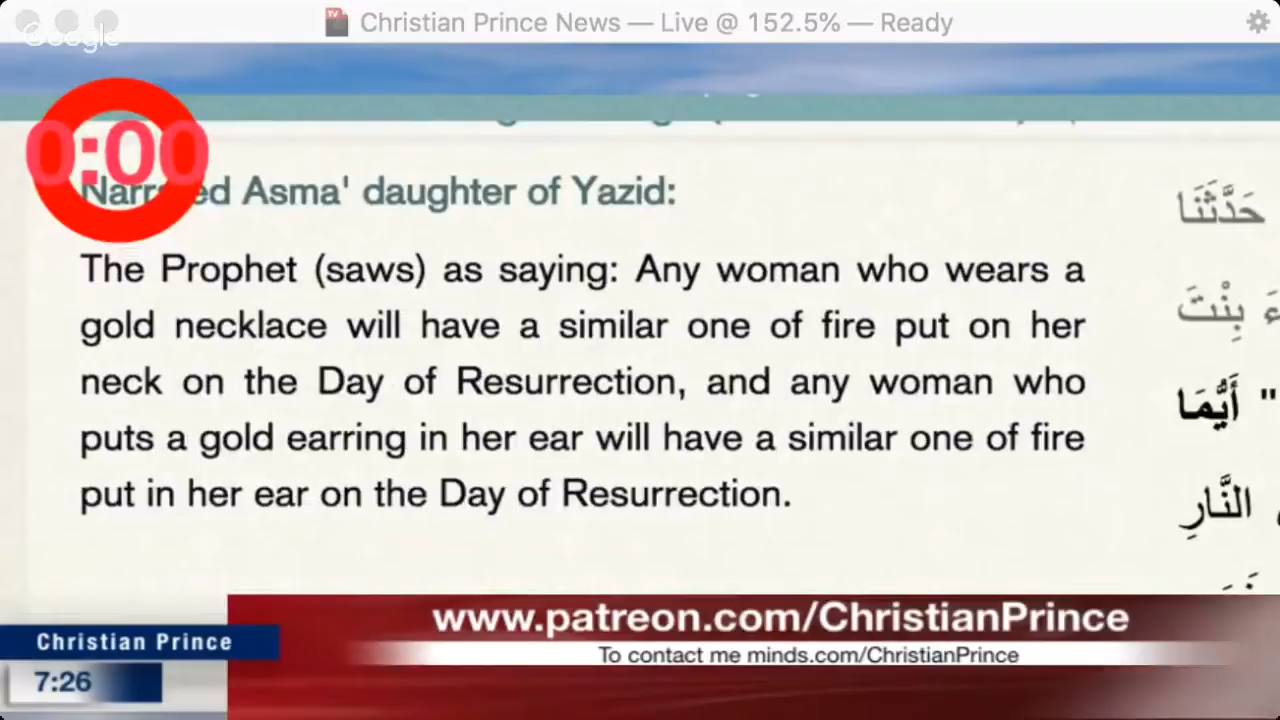 Christian Prince News — Live @ 152.5% — Ready
Google
0:00
Narrated Asma' daughter of Yazid:
The Prophet (saws) as saying: Any woman who wears a
gold necklace will have a similar one of fire put on her
neck on the Day of Resurrection, and any woman who
puts a gold earring in her ear will have a similar one of fire
put in her ear on the Day of Resurrection.
حَدَّثَنَا
بِنْتَ
" أَيُّمَا
النَّارِ
www.patreon.com/ChristianPrince
To contact me minds.com/ChristianPrince
Christian Prince
7:26